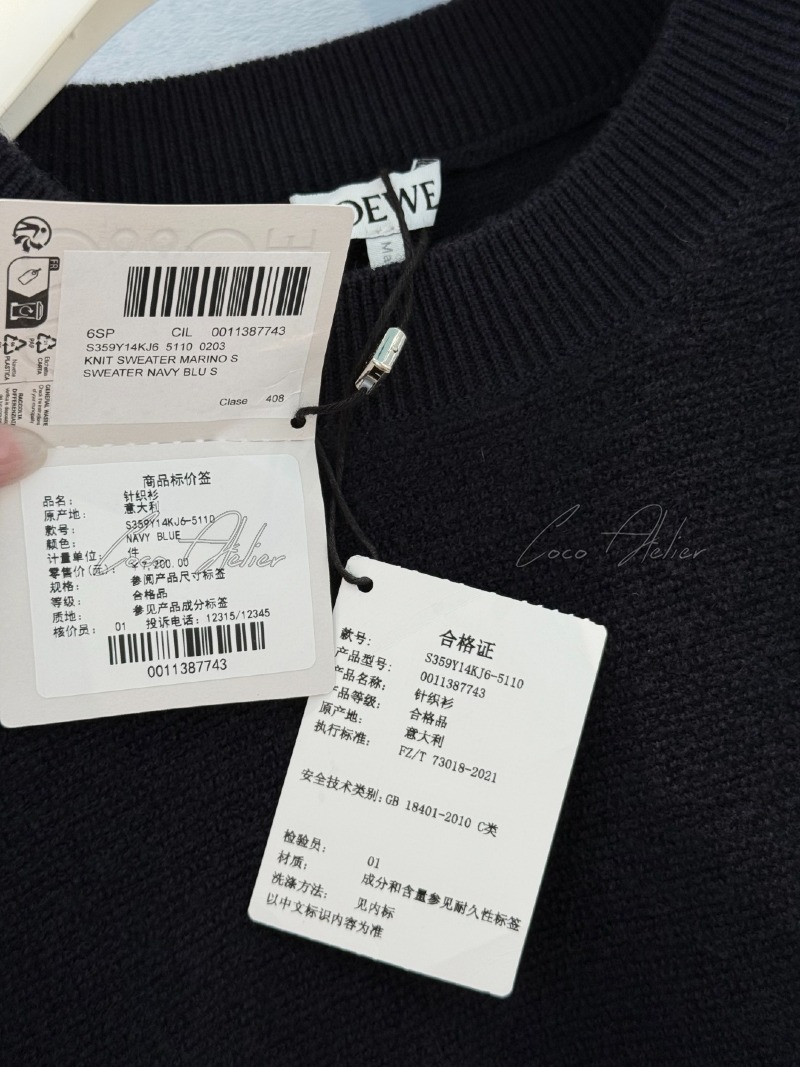 LOEWE
Ma
FR
6SP CIL 0011387743
S359Y14KJ6 5110 0203
KNIT SWEATER MARINO S
SWEATER NAVY BLU S
Clase 408
商品标价签
品名: 针织衫
原产地: 意大利
款号: S359Y14KJ6-5110
颜色: NAVY BLUE
计量单位: 件
零售价(元): ¥7,200.00
规格: 参阅产品尺寸标签
等级: 合格品
质地: 参见产品成分标签
核价员: 01 投诉电话: 12315/12345
0011387743
合格证
款号: S359Y14KJ6-5110
产品型号: 0011387743
产品名称: 针织衫
产品等级: 合格品
原产地: 意大利
执行标准: FZ/T 73018-2021
安全技术类别: GB 18401-2010 C类
检验员: 01
材质: 成分和含量参见耐久性标签
洗涤方法: 见内标
以中文标识内容为准
Coco Atelier
Coco Atelier